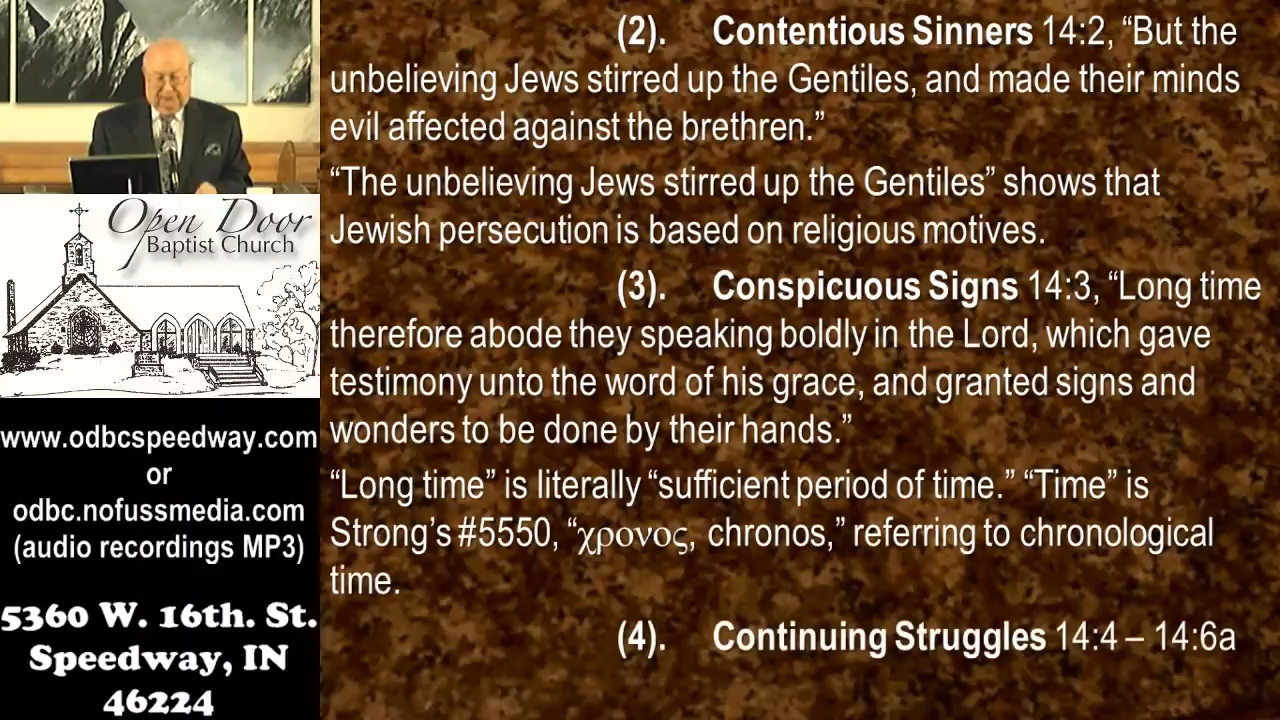 Open Door
Baptist Church
www.odbcspeedway.com
or
odbc.nofussmedia.com
(audio recordings MP3)
5360 W. 16th. St.
Speedway, IN
46224
(2). Contentious Sinners 14:2, “But the
unbelieving Jews stirred up the Gentiles, and made their minds
evil affected against the brethren.”
“The unbelieving Jews stirred up the Gentiles” shows that
Jewish persecution is based on religious motives.
(3). Conspicuous Signs 14:3, “Long time
therefore abode they speaking boldly in the Lord, which gave
testimony unto the word of his grace, and granted signs and
wonders to be done by their hands.”
“Long time” is literally “sufficient period of time.” “Time” is
Strong’s #5550, “χρονος, chronos,” referring to chronological
time.
(4). Continuing Struggles 14:4 – 14:6a